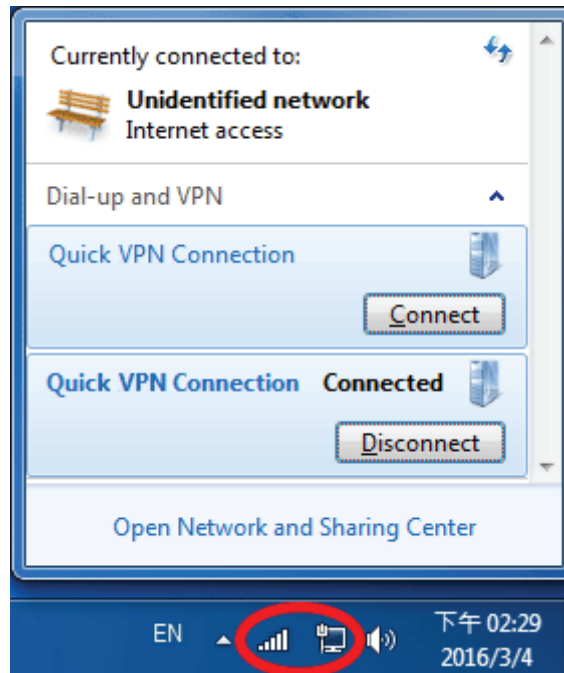 Currently connected to:
Unidentified network
Internet access
Dial-up and VPN
Quick VPN Connection
Connect
Quick VPN Connection Connected
Disconnect
Open Network and Sharing Center
EN
下午 02:29
2016/3/4